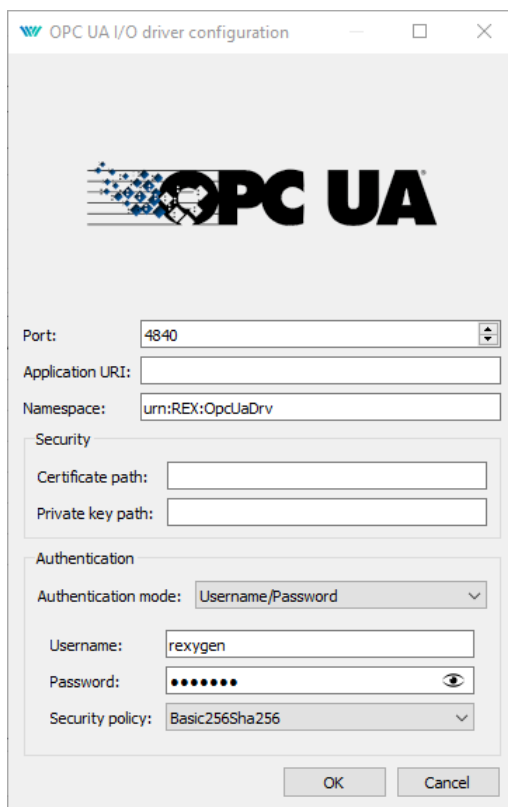 OPC UA I/O driver configuration
OPC UA®
Port: 4840
Application URI:
Namespace: urn:REX:OpcUaDrv
Security
Certificate path:
Private key path:
Authentication
Authentication mode: Username/Password
Username: rexygen
Password: •••••••
Security policy: Basic256Sha256
OK Cancel